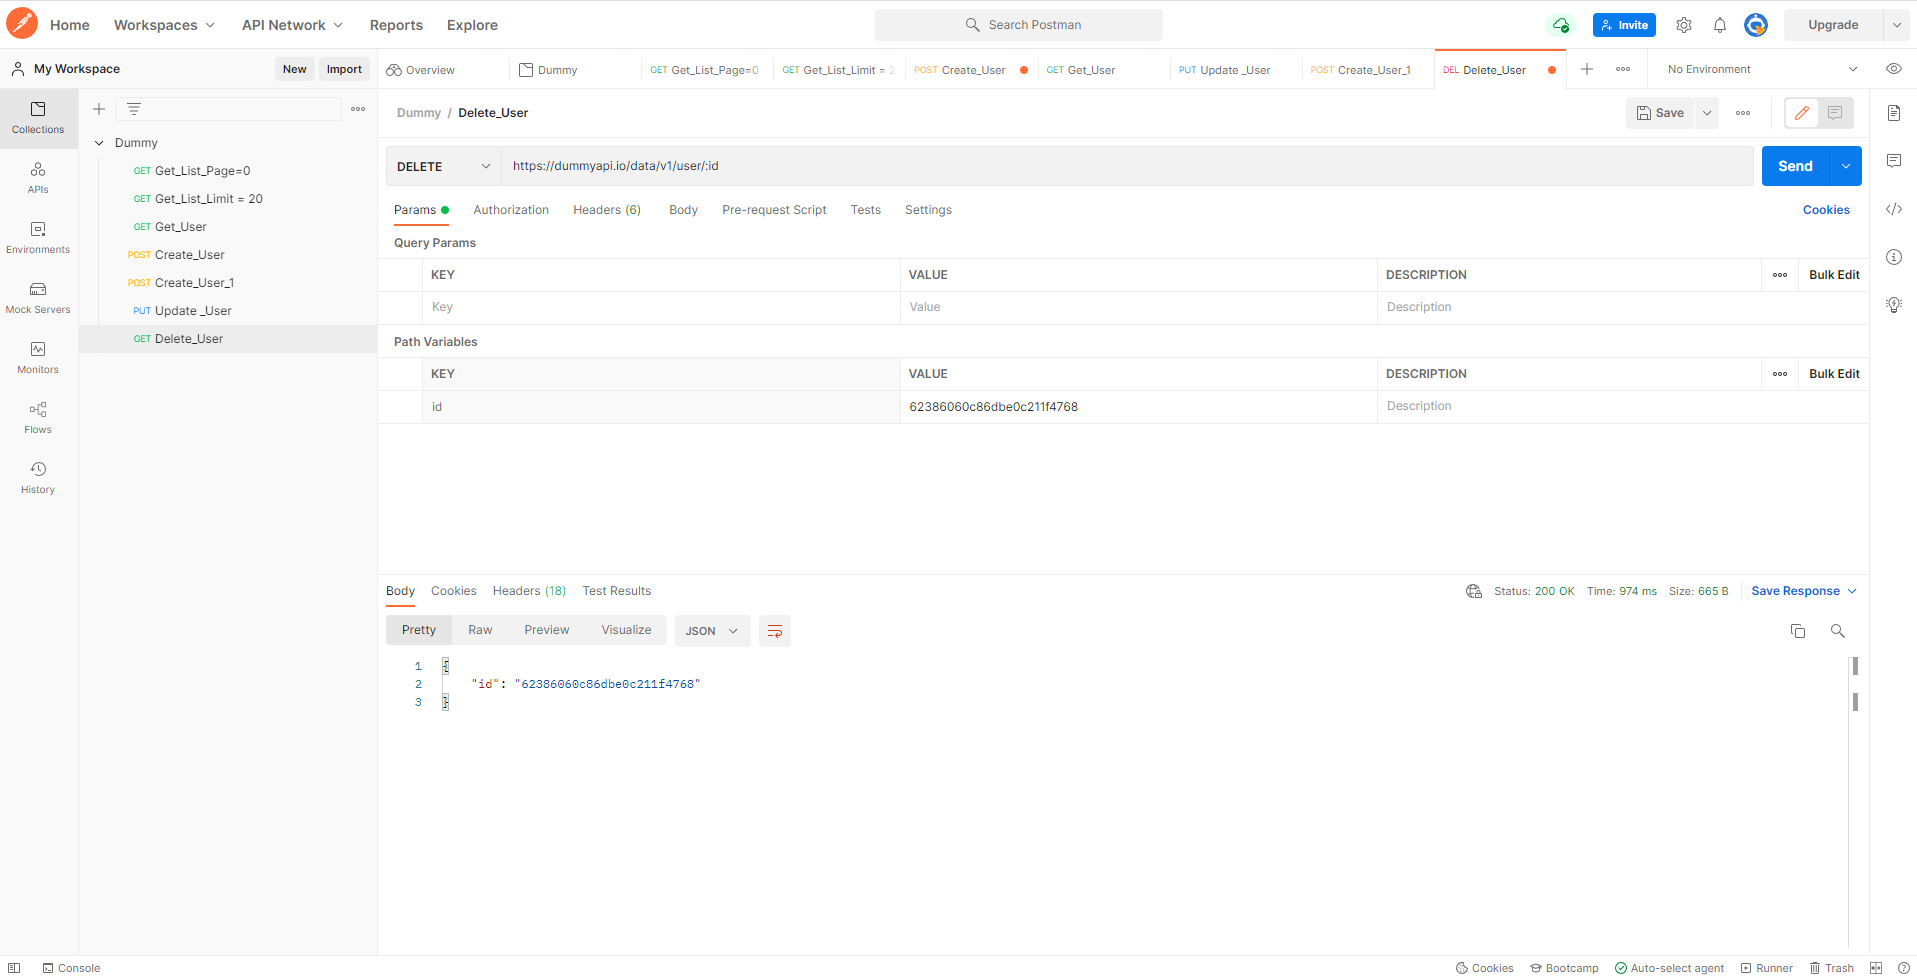 Home Workspaces API Network Reports Explore Search Postman Invite Upgrade
My Workspace New Import Overview Dummy GET Get_List_Page=0 GET Get_List_Limit = 2 POST Create_User GET Get_User PUT Update _User POST Create_User_1 DEL Delete_User No Environment
Collections
APIs
Environments
Mock Servers
Monitors
Flows
History
Dummy
GET Get_List_Page=0
GET Get_List_Limit = 20
GET Get_User
POST Create_User
POST Create_User_1
PUT Update _User
GET Delete_User
Dummy / Delete_User Save
DELETE https://dummyapi.io/data/v1/user/:id Send
Params Authorization Headers (6) Body Pre-request Script Tests Settings Cookies
Query Params
KEY VALUE DESCRIPTION Bulk Edit
Key Value Description
Path Variables
KEY VALUE DESCRIPTION Bulk Edit
id 62386060c86dbe0c211f4768 Description
Body Cookies Headers (18) Test Results Status: 200 OK Time: 974 ms Size: 665 B Save Response
Pretty Raw Preview Visualize JSON
1 {
2 "id": "62386060c86dbe0c211f4768"
3 }
Console Cookies Bootcamp Auto-select agent Runner Trash